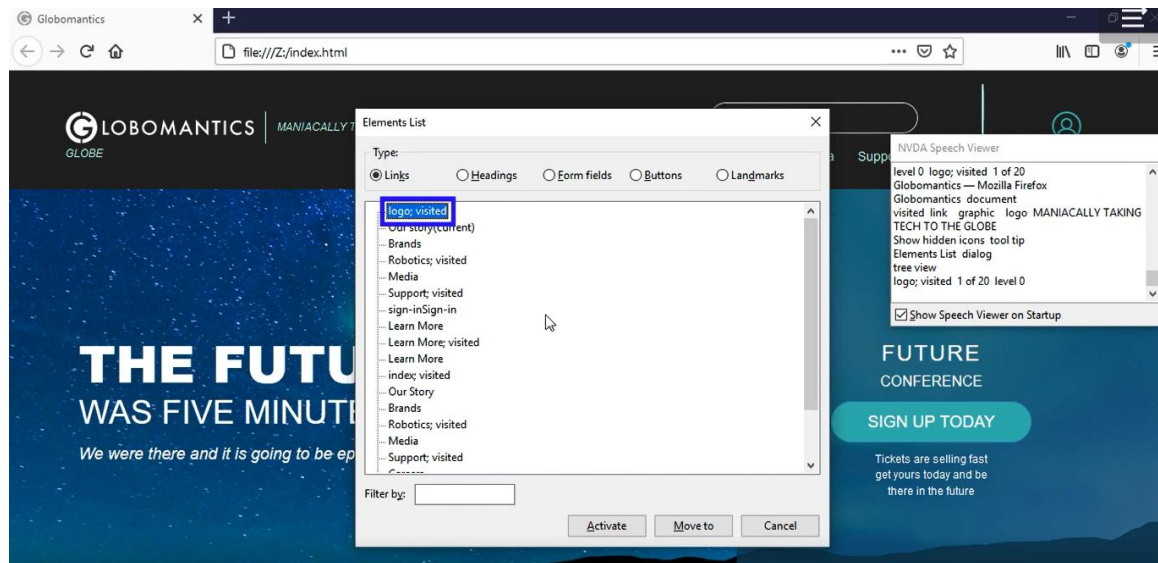 Globomantics
file:///Z:/index.html
GLOBOMANTICS
MANIACALLY T
GLOBE
Supp
THE FUTU
WAS FIVE MINUT
We were there and it is going to be ep
Elements List
Type:
Links Headings Form fields Buttons Landmarks
logo; visited
Our story(current)
Brands
Robotics; visited
Media
Support; visited
sign-inSign-in
Learn More
Learn More; visited
Learn More
index; visited
Our Story
Brands
Robotics; visited
Media
Support; visited
Careers
Filter by:
Activate Move to Cancel
NVDA Speech Viewer
level 0 logo; visited 1 of 20
Globomantics — Mozilla Firefox
Globomantics document
visited link graphic logo MANIACALLY TAKING
TECH TO THE GLOBE
Show hidden icons tool tip
Elements List dialog
tree view
logo; visited 1 of 20 level 0
Show Speech Viewer on Startup
FUTURE
CONFERENCE
SIGN UP TODAY
Tickets are selling fast
get yours today and be
there in the future